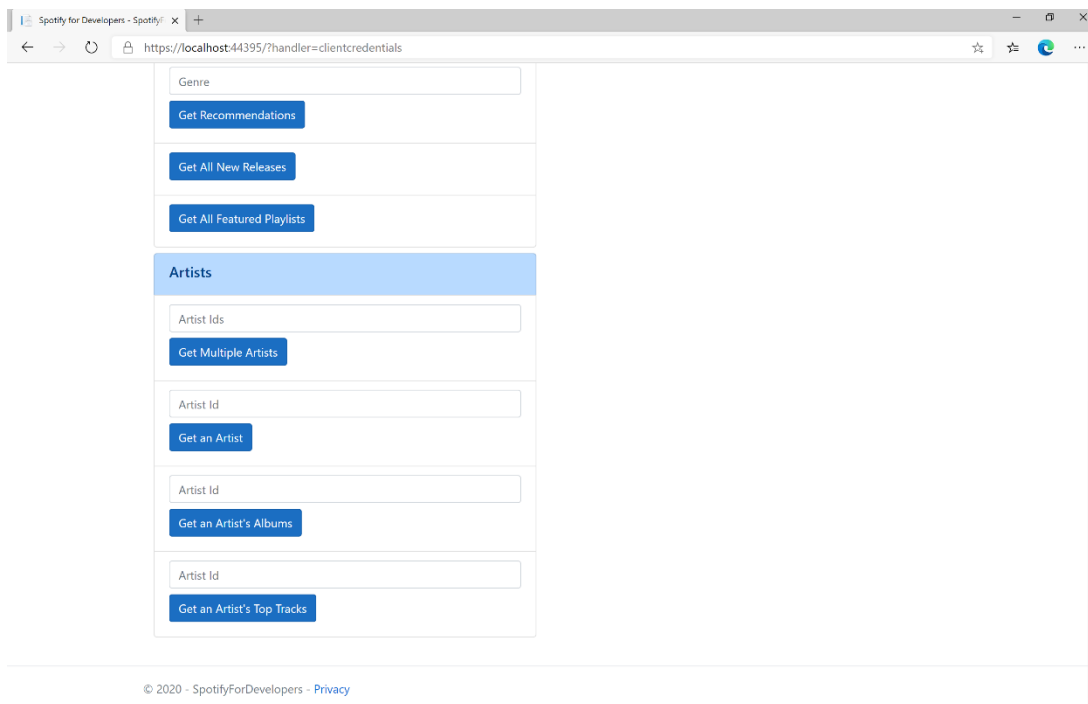 Spotify for Developers - Spotify
https://localhost:44395/?handler=clientcredentials
Genre
Get Recommendations
Get All New Releases
Get All Featured Playlists
Artists
Artist Ids
Get Multiple Artists
Artist Id
Get an Artist
Artist Id
Get an Artist's Albums
Artist Id
Get an Artist's Top Tracks
© 2020 - SpotifyForDevelopers - Privacy